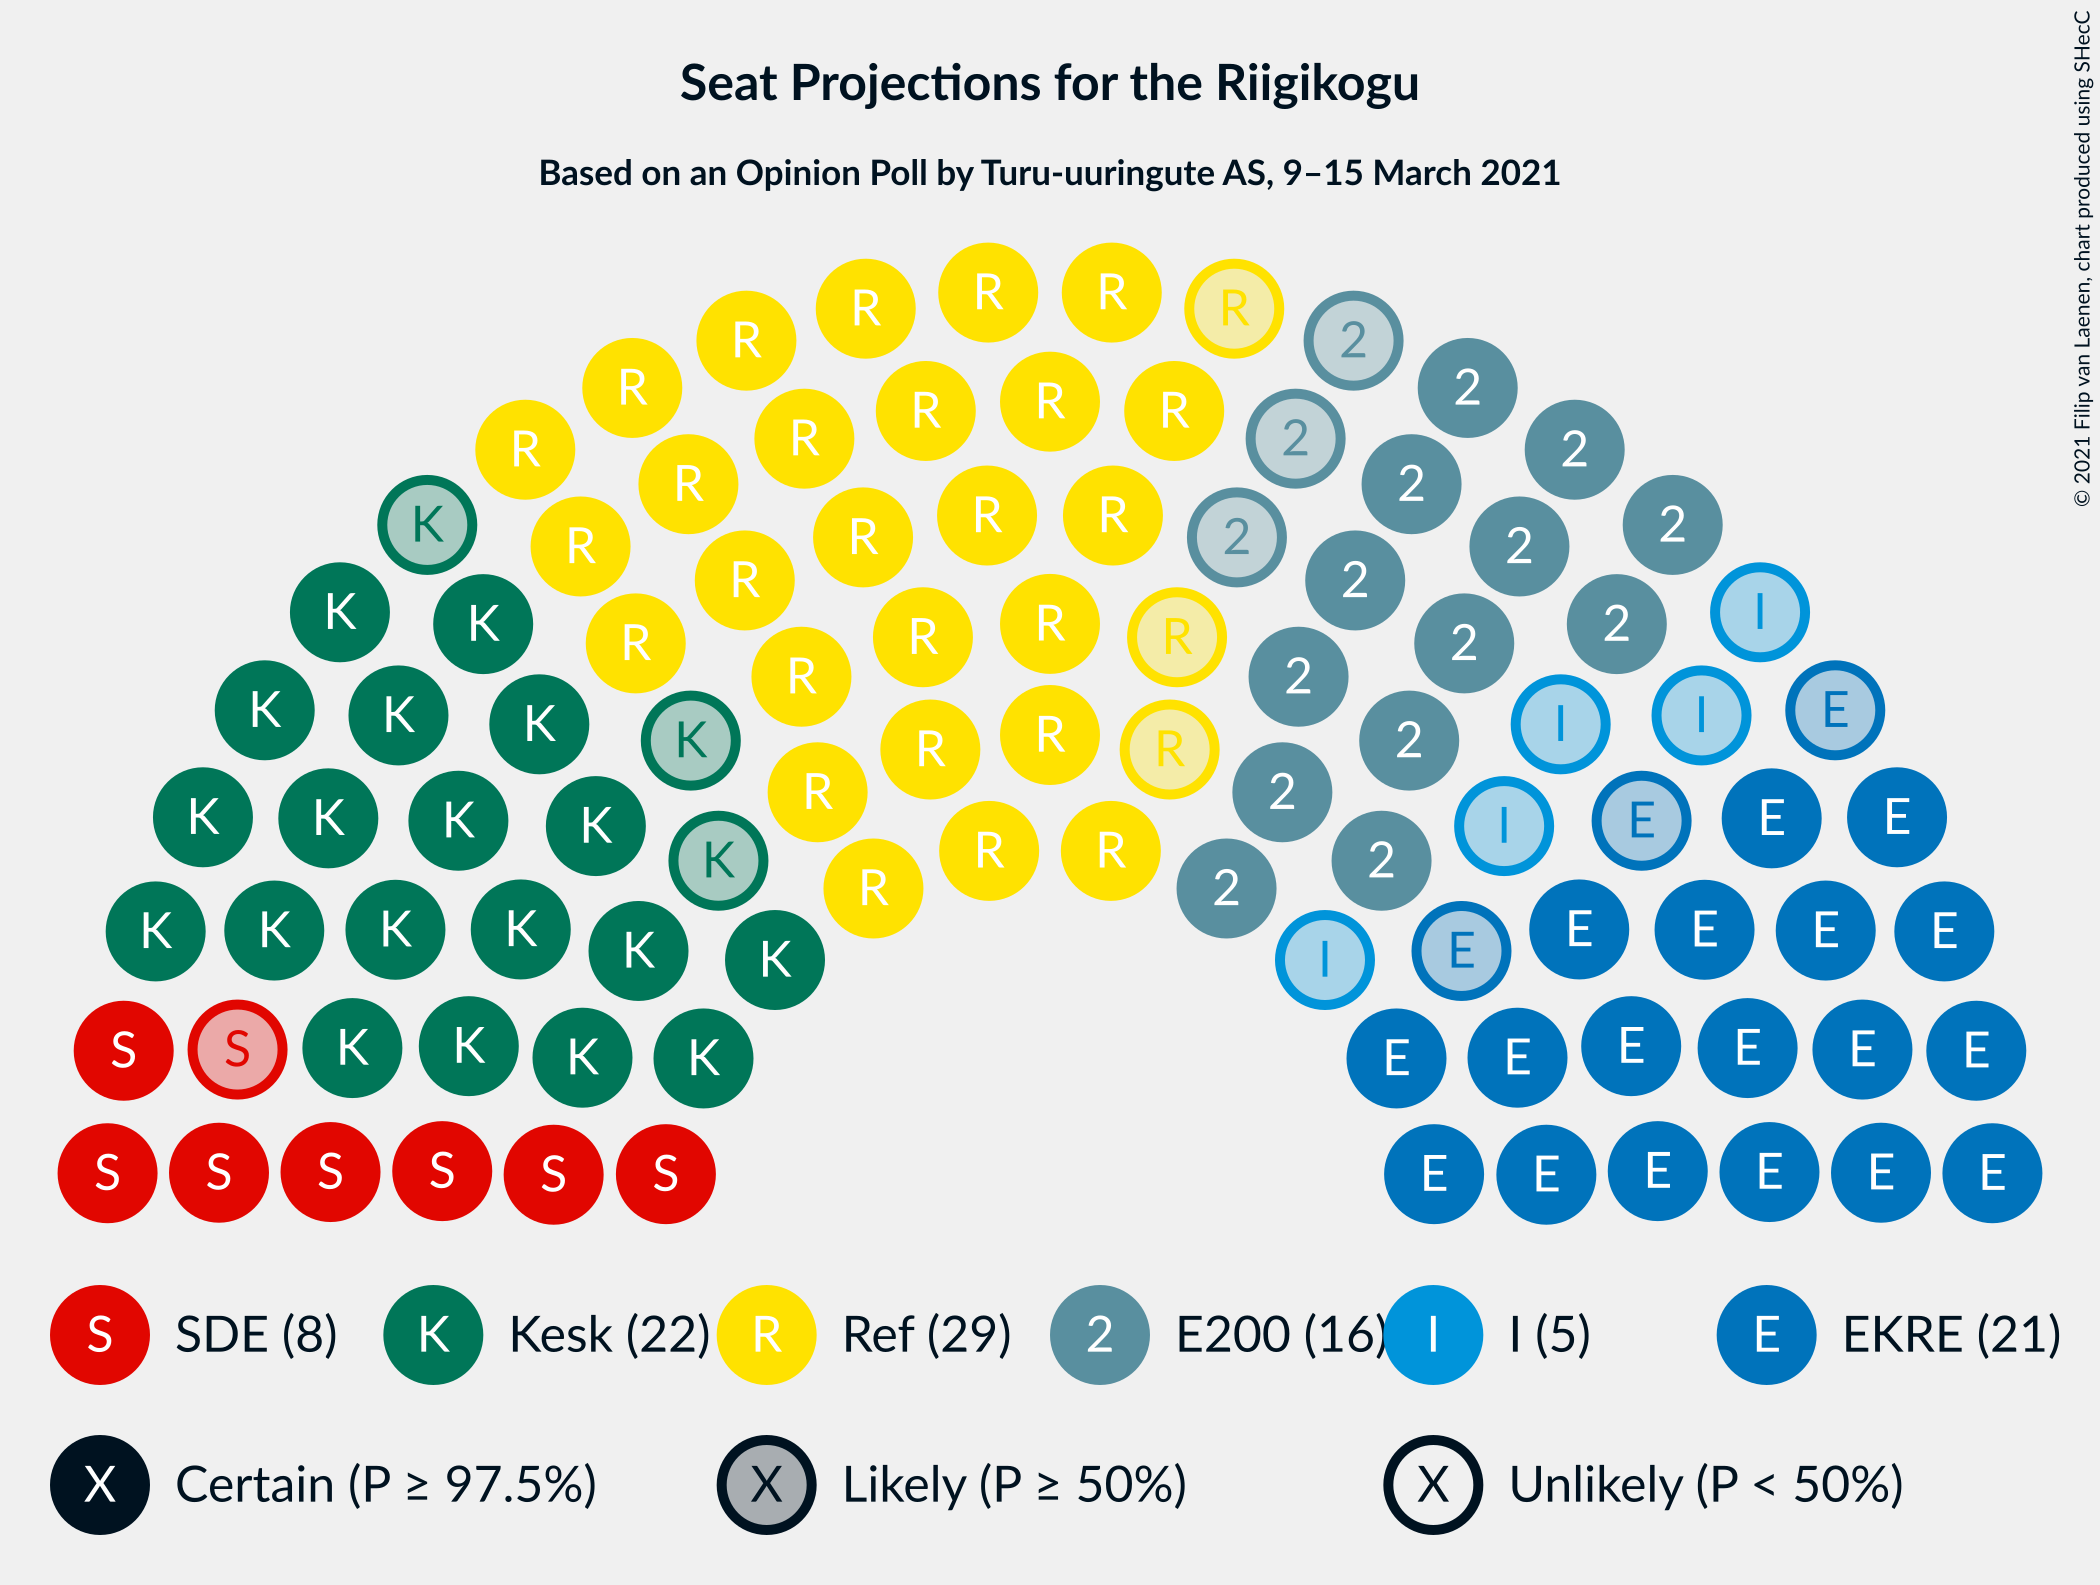 Seat Projections for the Riigikogu
Based on an Opinion Poll by Turu-uuringute AS, 9–15 March 2021
© 2021 Filip van Laenen, chart produced using SHecC
R R R R R 2
R R R R R 2 2
R R R R 2 2
K R R R R 2 2 2
R R R 2 2
K K R R R R 2 2 2 I
K K K K R R R R 2 2 I I E
K K K K K R R R 2 2 I E E E
K K K K K K 2 I E E E E E
S S K K K K E E E E E E
S S S S S S E E E E E E
S SDE (8) K Kesk (22) R Ref (29) 2 E200 (16) I I (5) E EKRE (21)
X Certain (P ≥ 97.5%) X Likely (P ≥ 50%) X Unlikely (P < 50%)